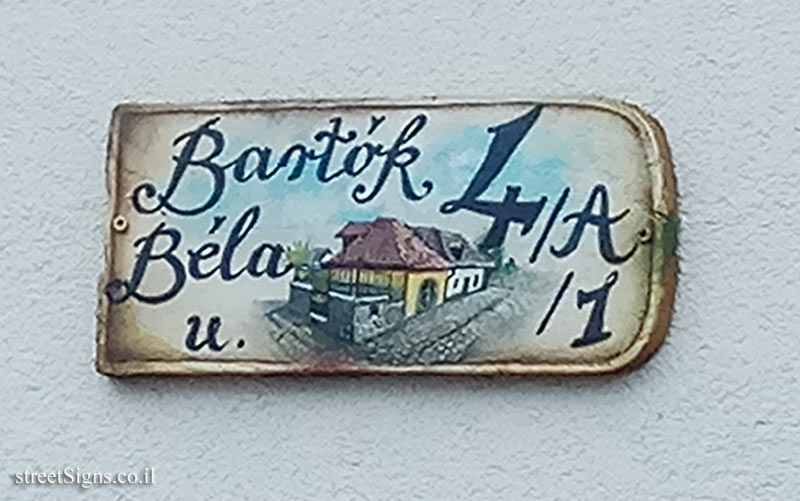 Bartók
Béla
u.
4/A
/1
streetSigns.co.il